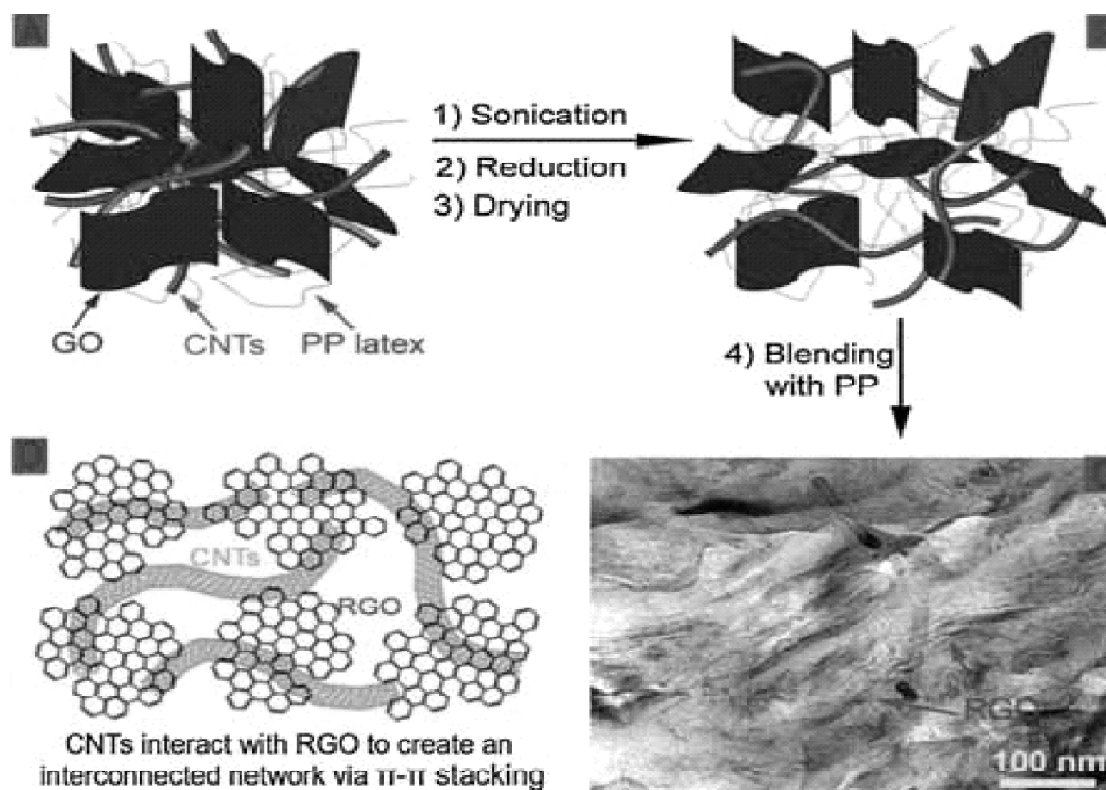 A
1) Sonication
2) Reduction
3) Drying
GO
CNTs
PP latex
4) Blending
with PP
D
CNTs
RGO
CNTs interact with RGO to create an
interconnected network via π-π stacking
RGO
100 nm